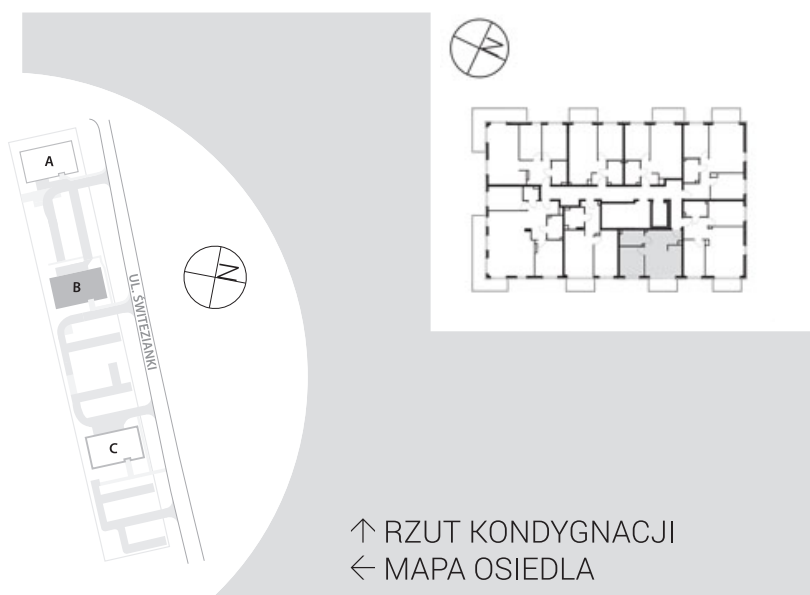 N
A
N
B
UL. ŚWITEZIANKI
C
↑ RZUT KONDYGNACJI
← MAPA OSIEDLA